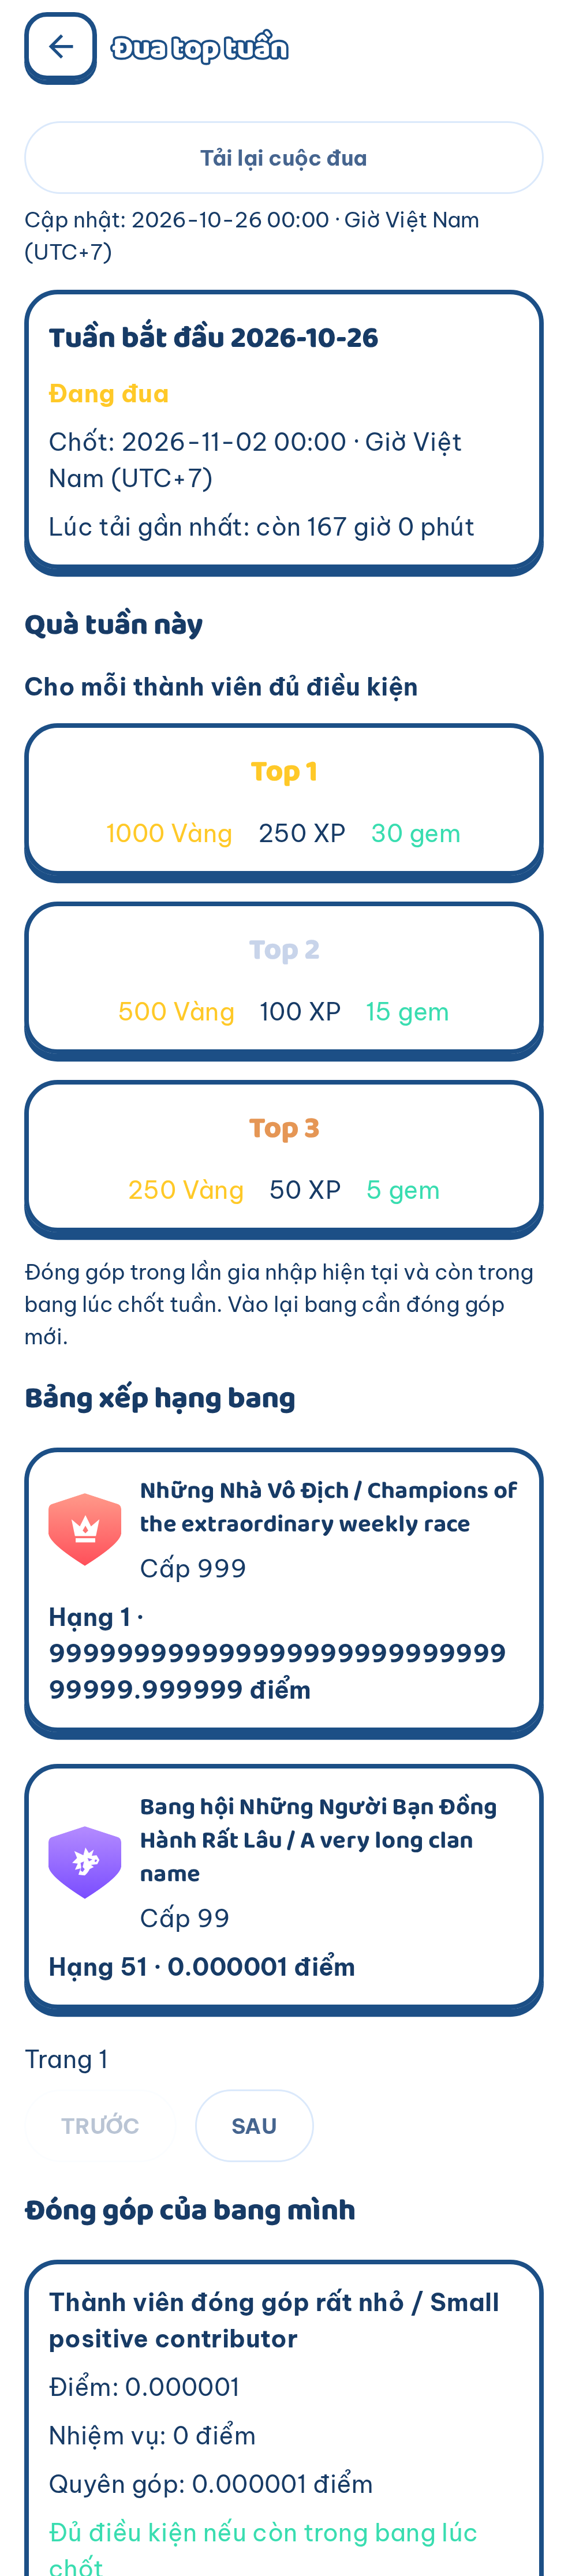 Đua top tuần
Tải lại cuộc đua
Cập nhật: 2026-10-26 00:00 · Giờ Việt Nam
(UTC+7)
Tuần bắt đầu 2026-10-26
Đang đua
Chốt: 2026-11-02 00:00 · Giờ Việt
Nam (UTC+7)
Lúc tải gần nhất: còn 167 giờ 0 phút
Quà tuần này
Cho mỗi thành viên đủ điều kiện
Top 1
1000 Vàng 250 XP 30 gem
Top 2
500 Vàng 100 XP 15 gem
Top 3
250 Vàng 50 XP 5 gem
Đóng góp trong lần gia nhập hiện tại và còn trong
bang lúc chốt tuần. Vào lại bang cần đóng góp
mới.
Bảng xếp hạng bang
Những Nhà Vô Địch / Champions of
the extraordinary weekly race
Cấp 999
Hạng 1 ·
999999999999999999999999999
99999.999999 điểm
Bang hội Những Người Bạn Đồng
Hành Rất Lâu / A very long clan
name
Cấp 99
Hạng 51 · 0.000001 điểm
Trang 1
TRƯỚC SAU
Đóng góp của bang mình
Thành viên đóng góp rất nhỏ / Small
positive contributor
Điểm: 0.000001
Nhiệm vụ: 0 điểm
Quyên góp: 0.000001 điểm
Đủ điều kiện nếu còn trong bang lúc
chốt